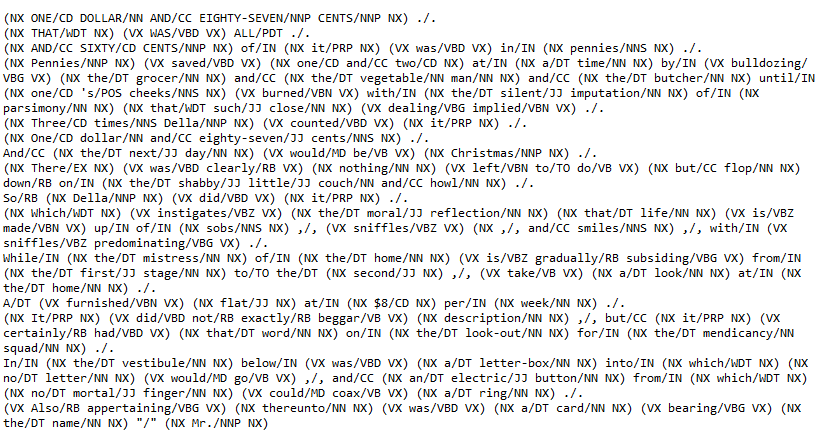 (NX ONE/CD DOLLAR/NN AND/CC EIGHTY-SEVEN/NNP CENTS/NNP NX) ./.
(NX THAT/WDT NX) (VX WAS/VBD VX) ALL/PDT ./.
(NX AND/CC SIXTY/CD CENTS/NNP NX) of/IN (NX it/PRP NX) (VX was/VBD VX) in/IN (NX pennies/NNS NX) ./.
(NX Pennies/NNP NX) (VX saved/VBD VX) (NX one/CD and/CC two/CD NX) at/IN (NX a/DT time/NN NX) by/IN (VX bulldozing/
VBG VX) (NX the/DT grocer/NN NX) and/CC (NX the/DT vegetable/NN man/NN NX) and/CC (NX the/DT butcher/NN NX) until/IN
(NX one/CD 's/POS cheeks/NNS NX) (VX burned/VBN VX) with/IN (NX the/DT silent/JJ imputation/NN NX) of/IN (NX
parsimony/NN NX) (NX that/WDT such/JJ close/NN NX) (VX dealing/VBG implied/VBN VX) ./.
(NX Three/CD times/NNS Della/NNP NX) (VX counted/VBD VX) (NX it/PRP NX) ./.
(NX One/CD dollar/NN and/CC eighty-seven/JJ cents/NNS NX) ./.
And/CC (NX the/DT next/JJ day/NN NX) (VX would/MD be/VB VX) (NX Christmas/NNP NX) ./.
(NX There/EX NX) (VX was/VBD clearly/RB VX) (NX nothing/NN NX) (VX left/VBN to/TO do/VB VX) (NX but/CC flop/NN NX)
down/RB on/IN (NX the/DT shabby/JJ little/JJ couch/NN and/CC howl/NN NX) ./.
So/RB (NX Della/NNP NX) (VX did/VBD VX) (NX it/PRP NX) ./.
(NX Which/WDT NX) (VX instigates/VBZ VX) (NX the/DT moral/JJ reflection/NN NX) (NX that/DT life/NN NX) (VX is/VBZ
made/VBN VX) up/IN of/IN (NX sobs/NNS NX) ,/, (VX sniffles/VBZ VX) (NX ,/, and/CC smiles/NNS NX) ,/, with/IN (VX
sniffles/VBZ predominating/VBG VX) ./.
While/IN (NX the/DT mistress/NN NX) of/IN (NX the/DT home/NN NX) (VX is/VBZ gradually/RB subsiding/VBG VX) from/IN
(NX the/DT first/JJ stage/NN NX) to/TO the/DT (NX second/JJ NX) ,/, (VX take/VB VX) (NX a/DT look/NN NX) at/IN (NX
the/DT home/NN NX) ./.
A/DT (VX furnished/VBN VX) (NX flat/JJ NX) at/IN (NX $8/CD NX) per/IN (NX week/NN NX) ./.
(NX It/PRP NX) (VX did/VBD not/RB exactly/RB beggar/VB VX) (NX description/NN NX) ,/, but/CC (NX it/PRP NX) (VX
certainly/RB had/VBD VX) (NX that/DT word/NN NX) on/IN (NX the/DT look-out/NN NX) for/IN (NX the/DT mendicancy/NN
squad/NN NX) ./.
In/IN (NX the/DT vestibule/NN NX) below/IN (VX was/VBD VX) (NX a/DT letter-box/NN NX) into/IN (NX which/WDT NX) (NX
no/DT letter/NN NX) (VX would/MD go/VB VX) ,/, and/CC (NX an/DT electric/JJ button/NN NX) from/IN (NX which/WDT NX)
(NX no/DT mortal/JJ finger/NN NX) (VX could/MD coax/VB VX) (NX a/DT ring/NN NX) ./.
(VX Also/RB appertaining/VBG VX) (NX thereunto/NN NX) (VX was/VBD VX) (NX a/DT card/NN NX) (VX bearing/VBG VX) (NX
the/DT name/NN NX) "/" (NX Mr./NNP NX)